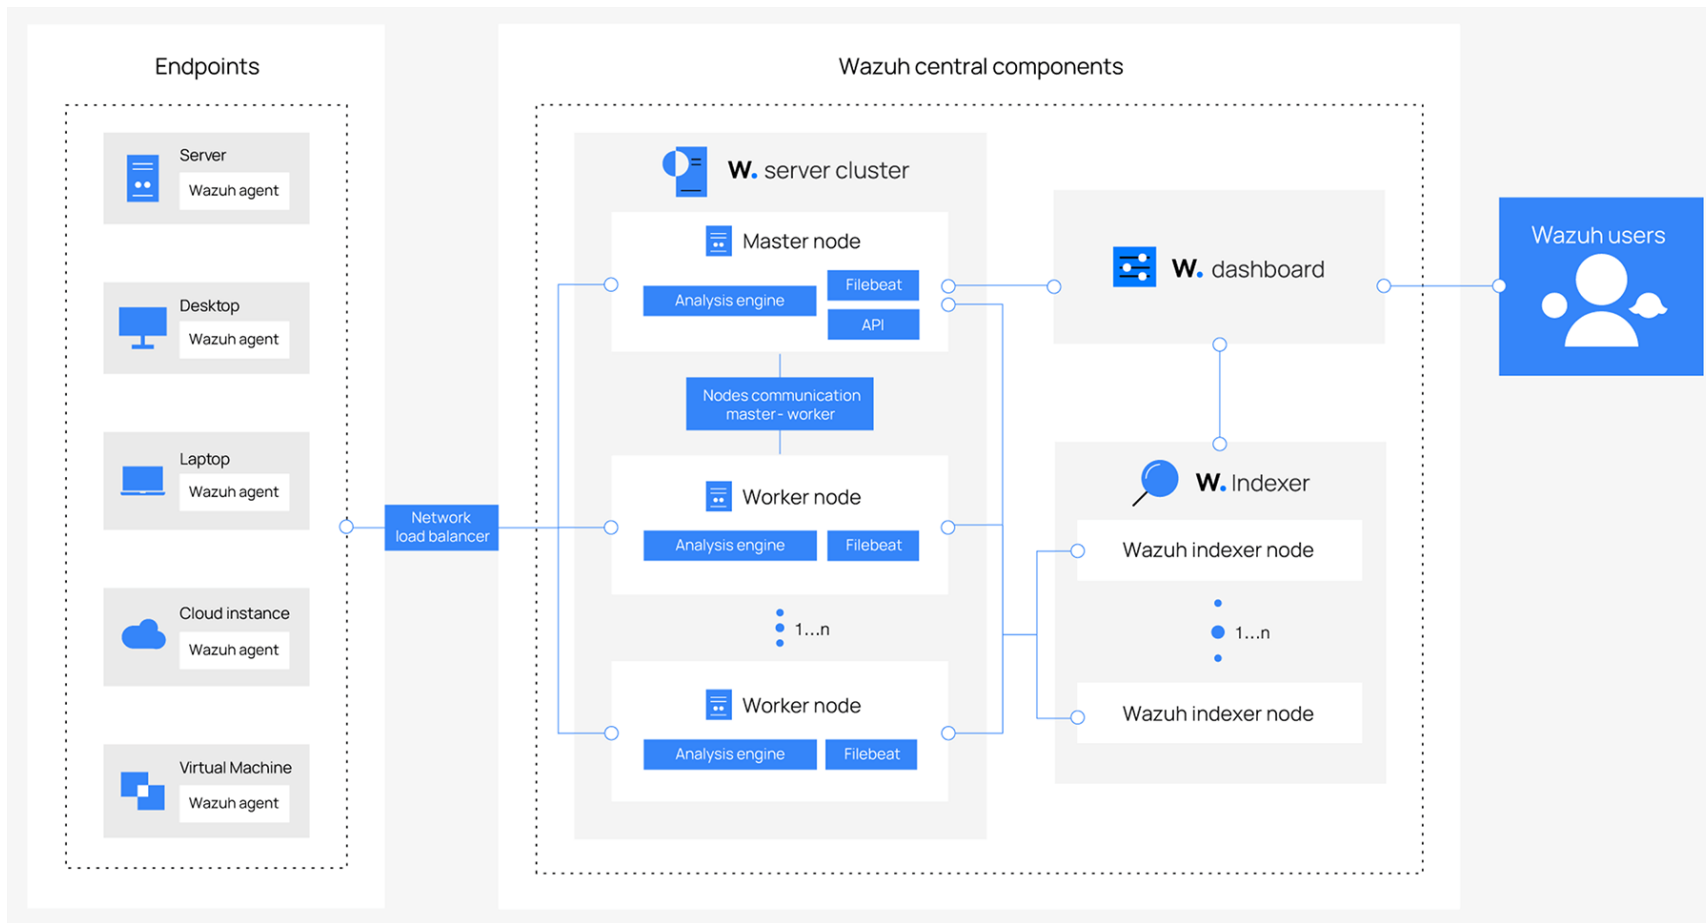 Endpoints
Server
Wazuh agent
Desktop
Wazuh agent
Laptop
Wazuh agent
Cloud instance
Wazuh agent
Virtual Machine
Wazuh agent
Network
load balancer
Wazuh central components
W. server cluster
Master node
Analysis engine
Filebeat
API
Nodes communication
master - worker
Worker node
Analysis engine
Filebeat
1...n
Worker node
Analysis engine
Filebeat
W. dashboard
W. Indexer
Wazuh indexer node
1...n
Wazuh indexer node
Wazuh users